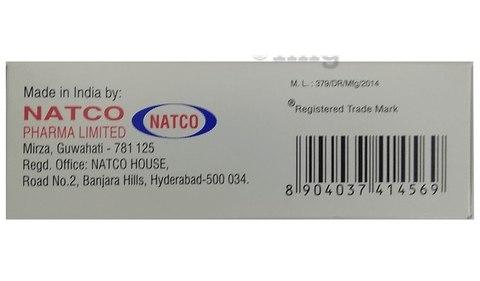 Made in India by:
NATCO
PHARMA LIMITED
NATCO
Mirza, Guwahati - 781 125
Regd. Office: NATCO HOUSE,
Road No.2, Banjara Hills, Hyderabad-500 034.
M. L. : 379/DR/Mfg/2014
®Registered Trade Mark
8 904037 414569